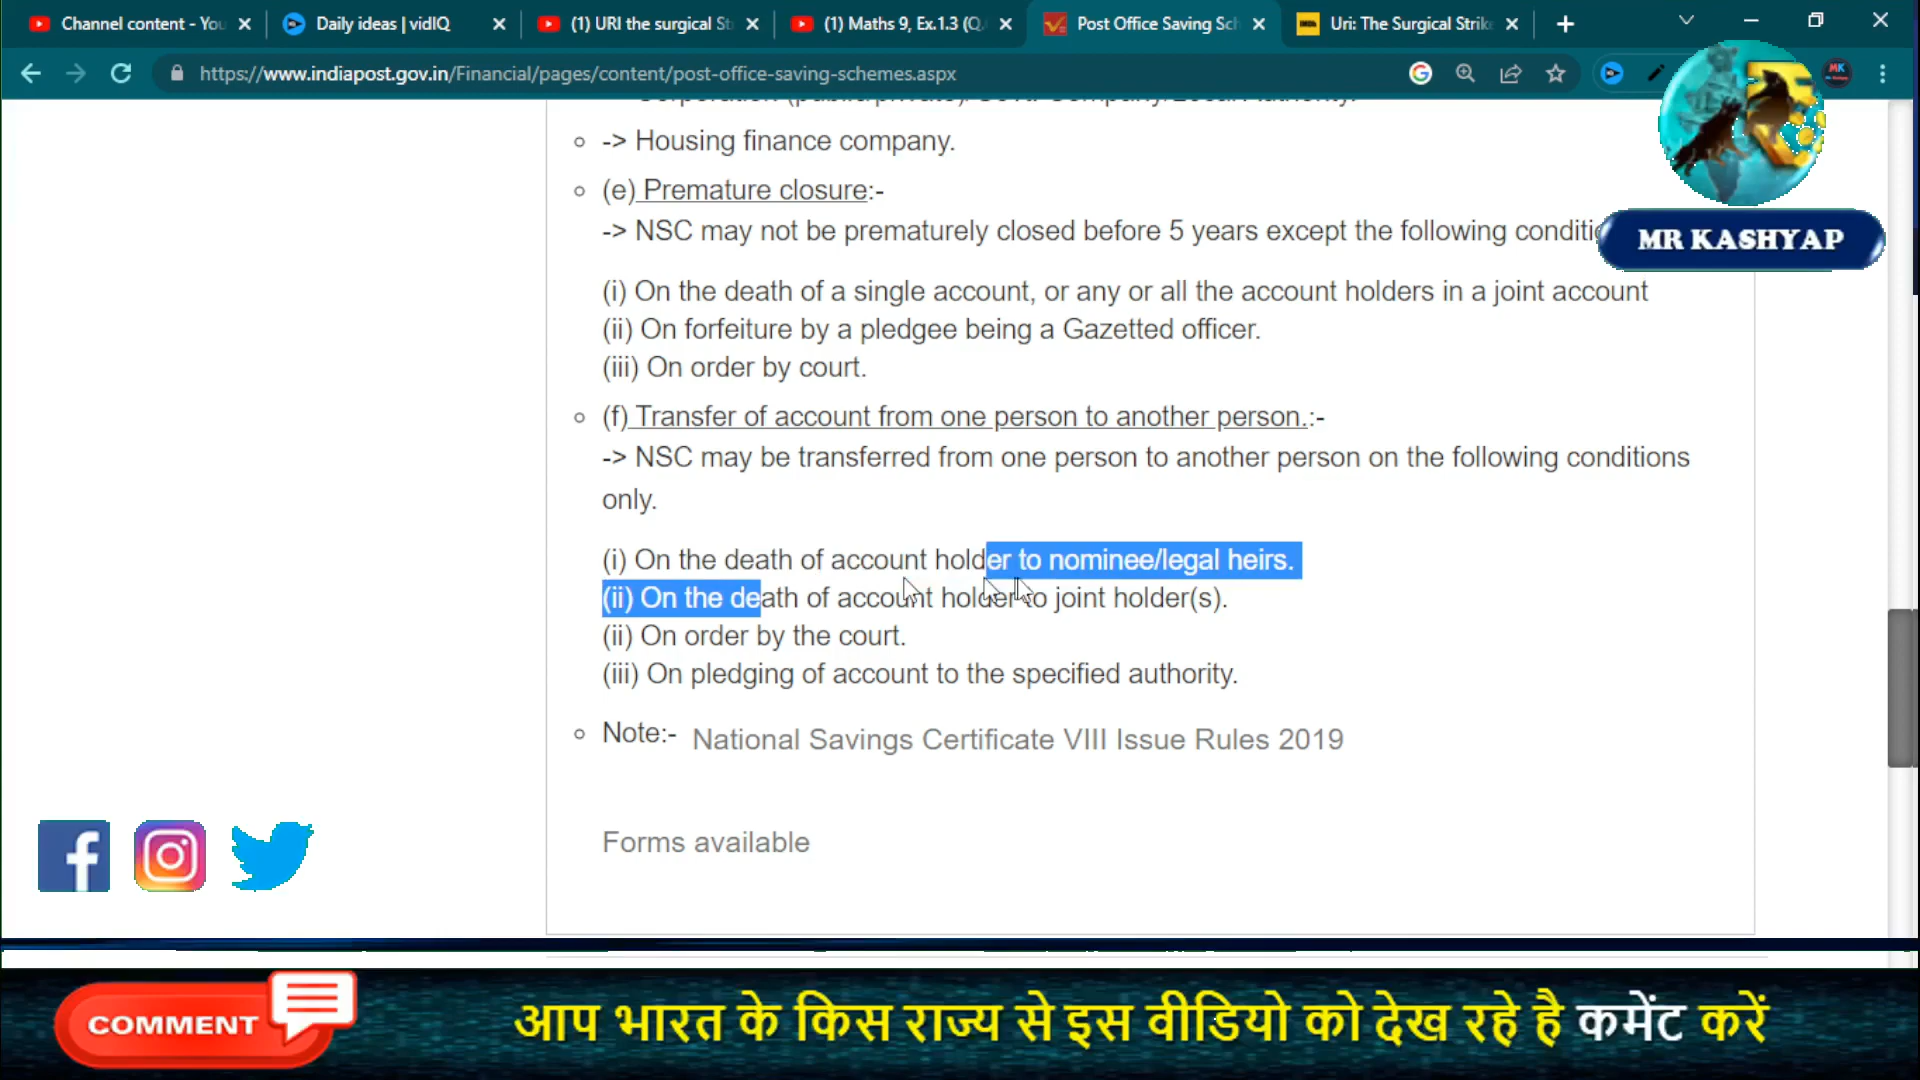 Channel content - You
Daily ideas | vidIQ
(1) URI the surgical St
(1) Maths 9, Ex.1.3 (Q
Post Office Saving Sch
Uri: The Surgical Strike
https://www.indiapost.gov.in/Financial/pages/content/post-office-saving-schemes.aspx
MK
-> Housing finance company.
(e) Premature closure:-
-> NSC may not be prematurely closed before 5 years except the following conditi
MR KASHYAP
(i) On the death of a single account, or any or all the account holders in a joint account
(ii) On forfeiture by a pledgee being a Gazetted officer.
(iii) On order by court.
(f) Transfer of account from one person to another person.:-
-> NSC may be transferred from one person to another person on the following conditions
only.
(i) On the death of account holder to nominee/legal heirs.
(ii) On the death of account holder to joint holder(s).
(ii) On order by the court.
(iii) On pledging of account to the specified authority.
Note:- National Savings Certificate VIII Issue Rules 2019
Forms available
COMMENT
आप भारत के किस राज्य से इस वीडियो को देख रहे है कमेंट करें